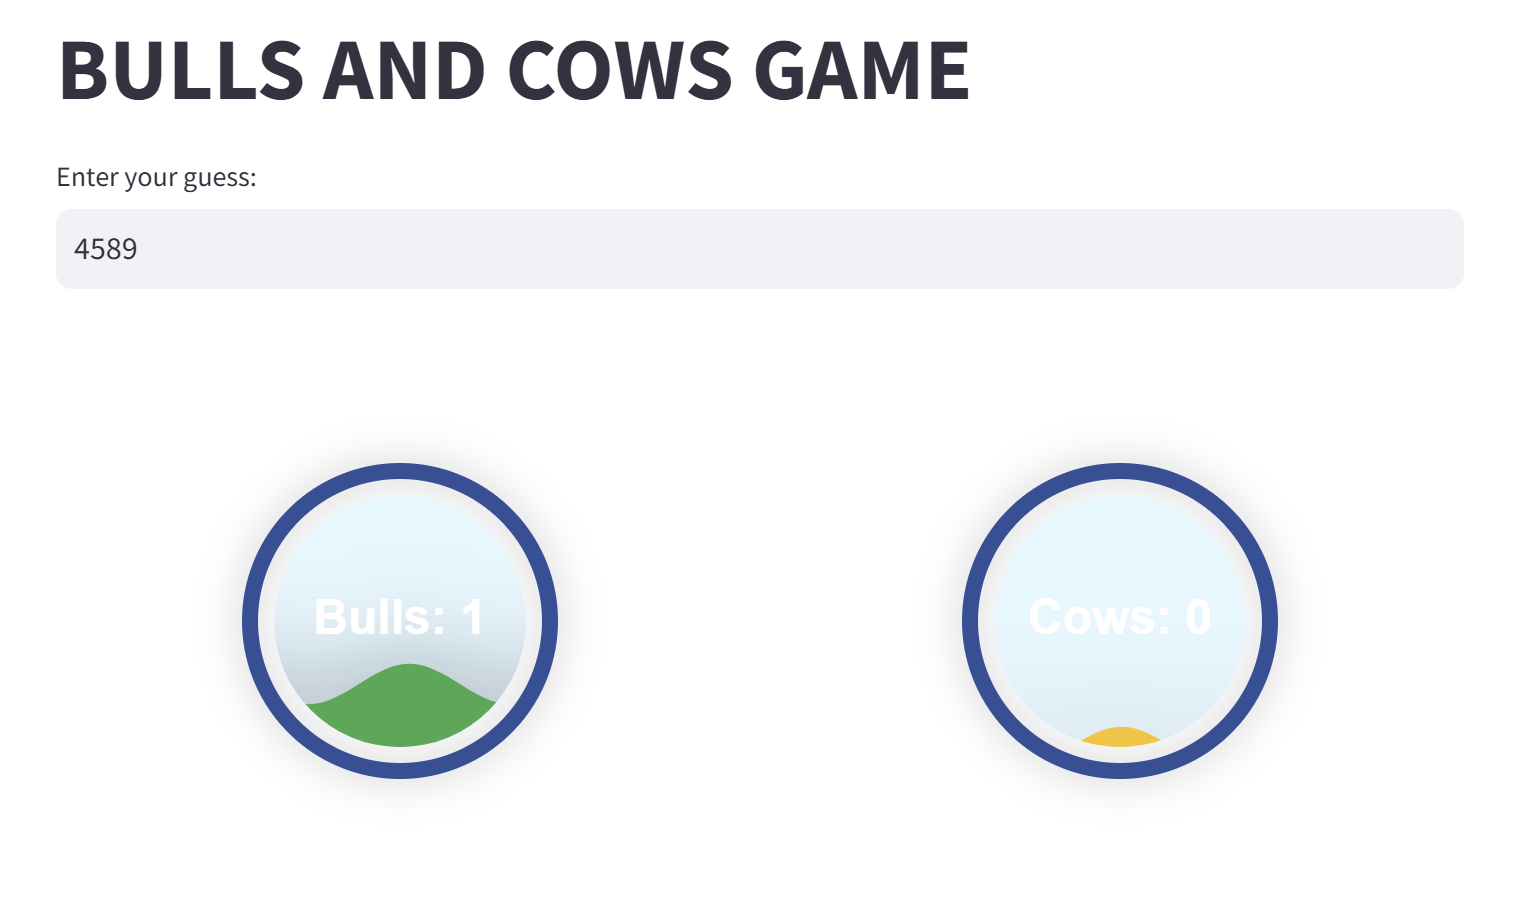 BULLS AND COWS GAME
Enter your guess:
4589
Bulls: 1
Cows: 0